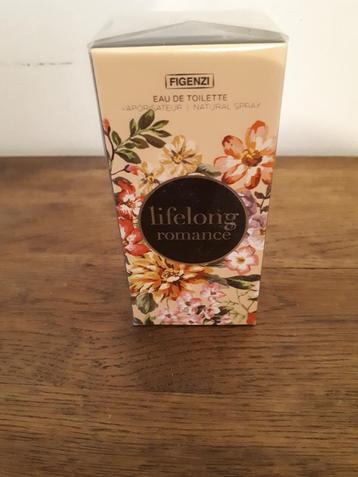 FIGENZI
EAU DE TOILETTE
VAPORISATEUR | NATURAL SPRAY
lifelong
romance